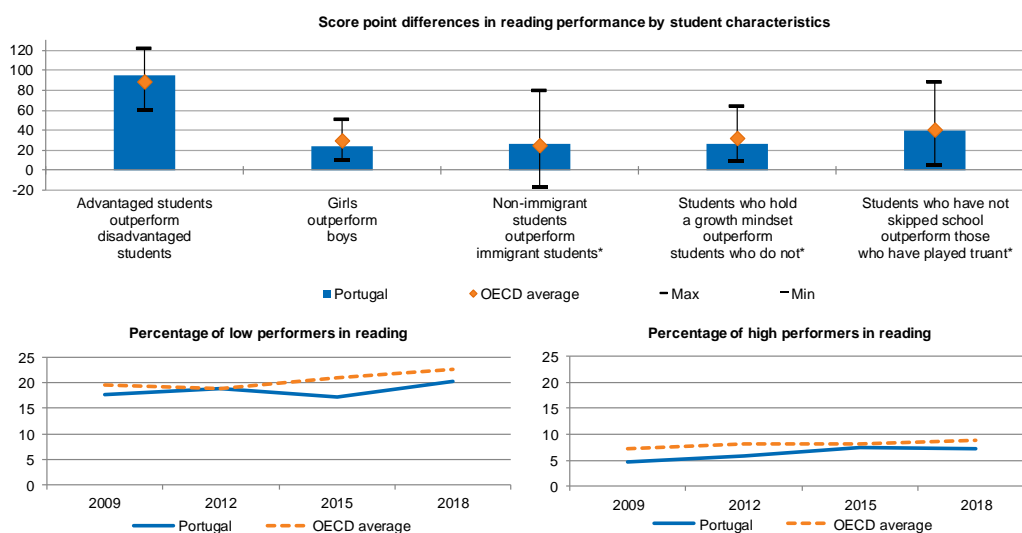 Score point differences in reading performance by student characteristics
120
100
80
60
40
20
0
-20
Advantaged students
outperform
disadvantaged
students
Girls
outperform
boys
Non-immigrant
students
outperform
immigrant students*
Students who hold
a growth mindset
outperform
students who do not*
Students who have not
skipped school
outperform those
who have played truant*
Portugal
OECD average
Max
Min
Percentage of low performers in reading
25
20
15
10
5
0
2009
2012
2015
2018
Portugal
OECD average
Percentage of high performers in reading
25
20
15
10
5
0
2009
2012
2015
2018
Portugal
OECD average